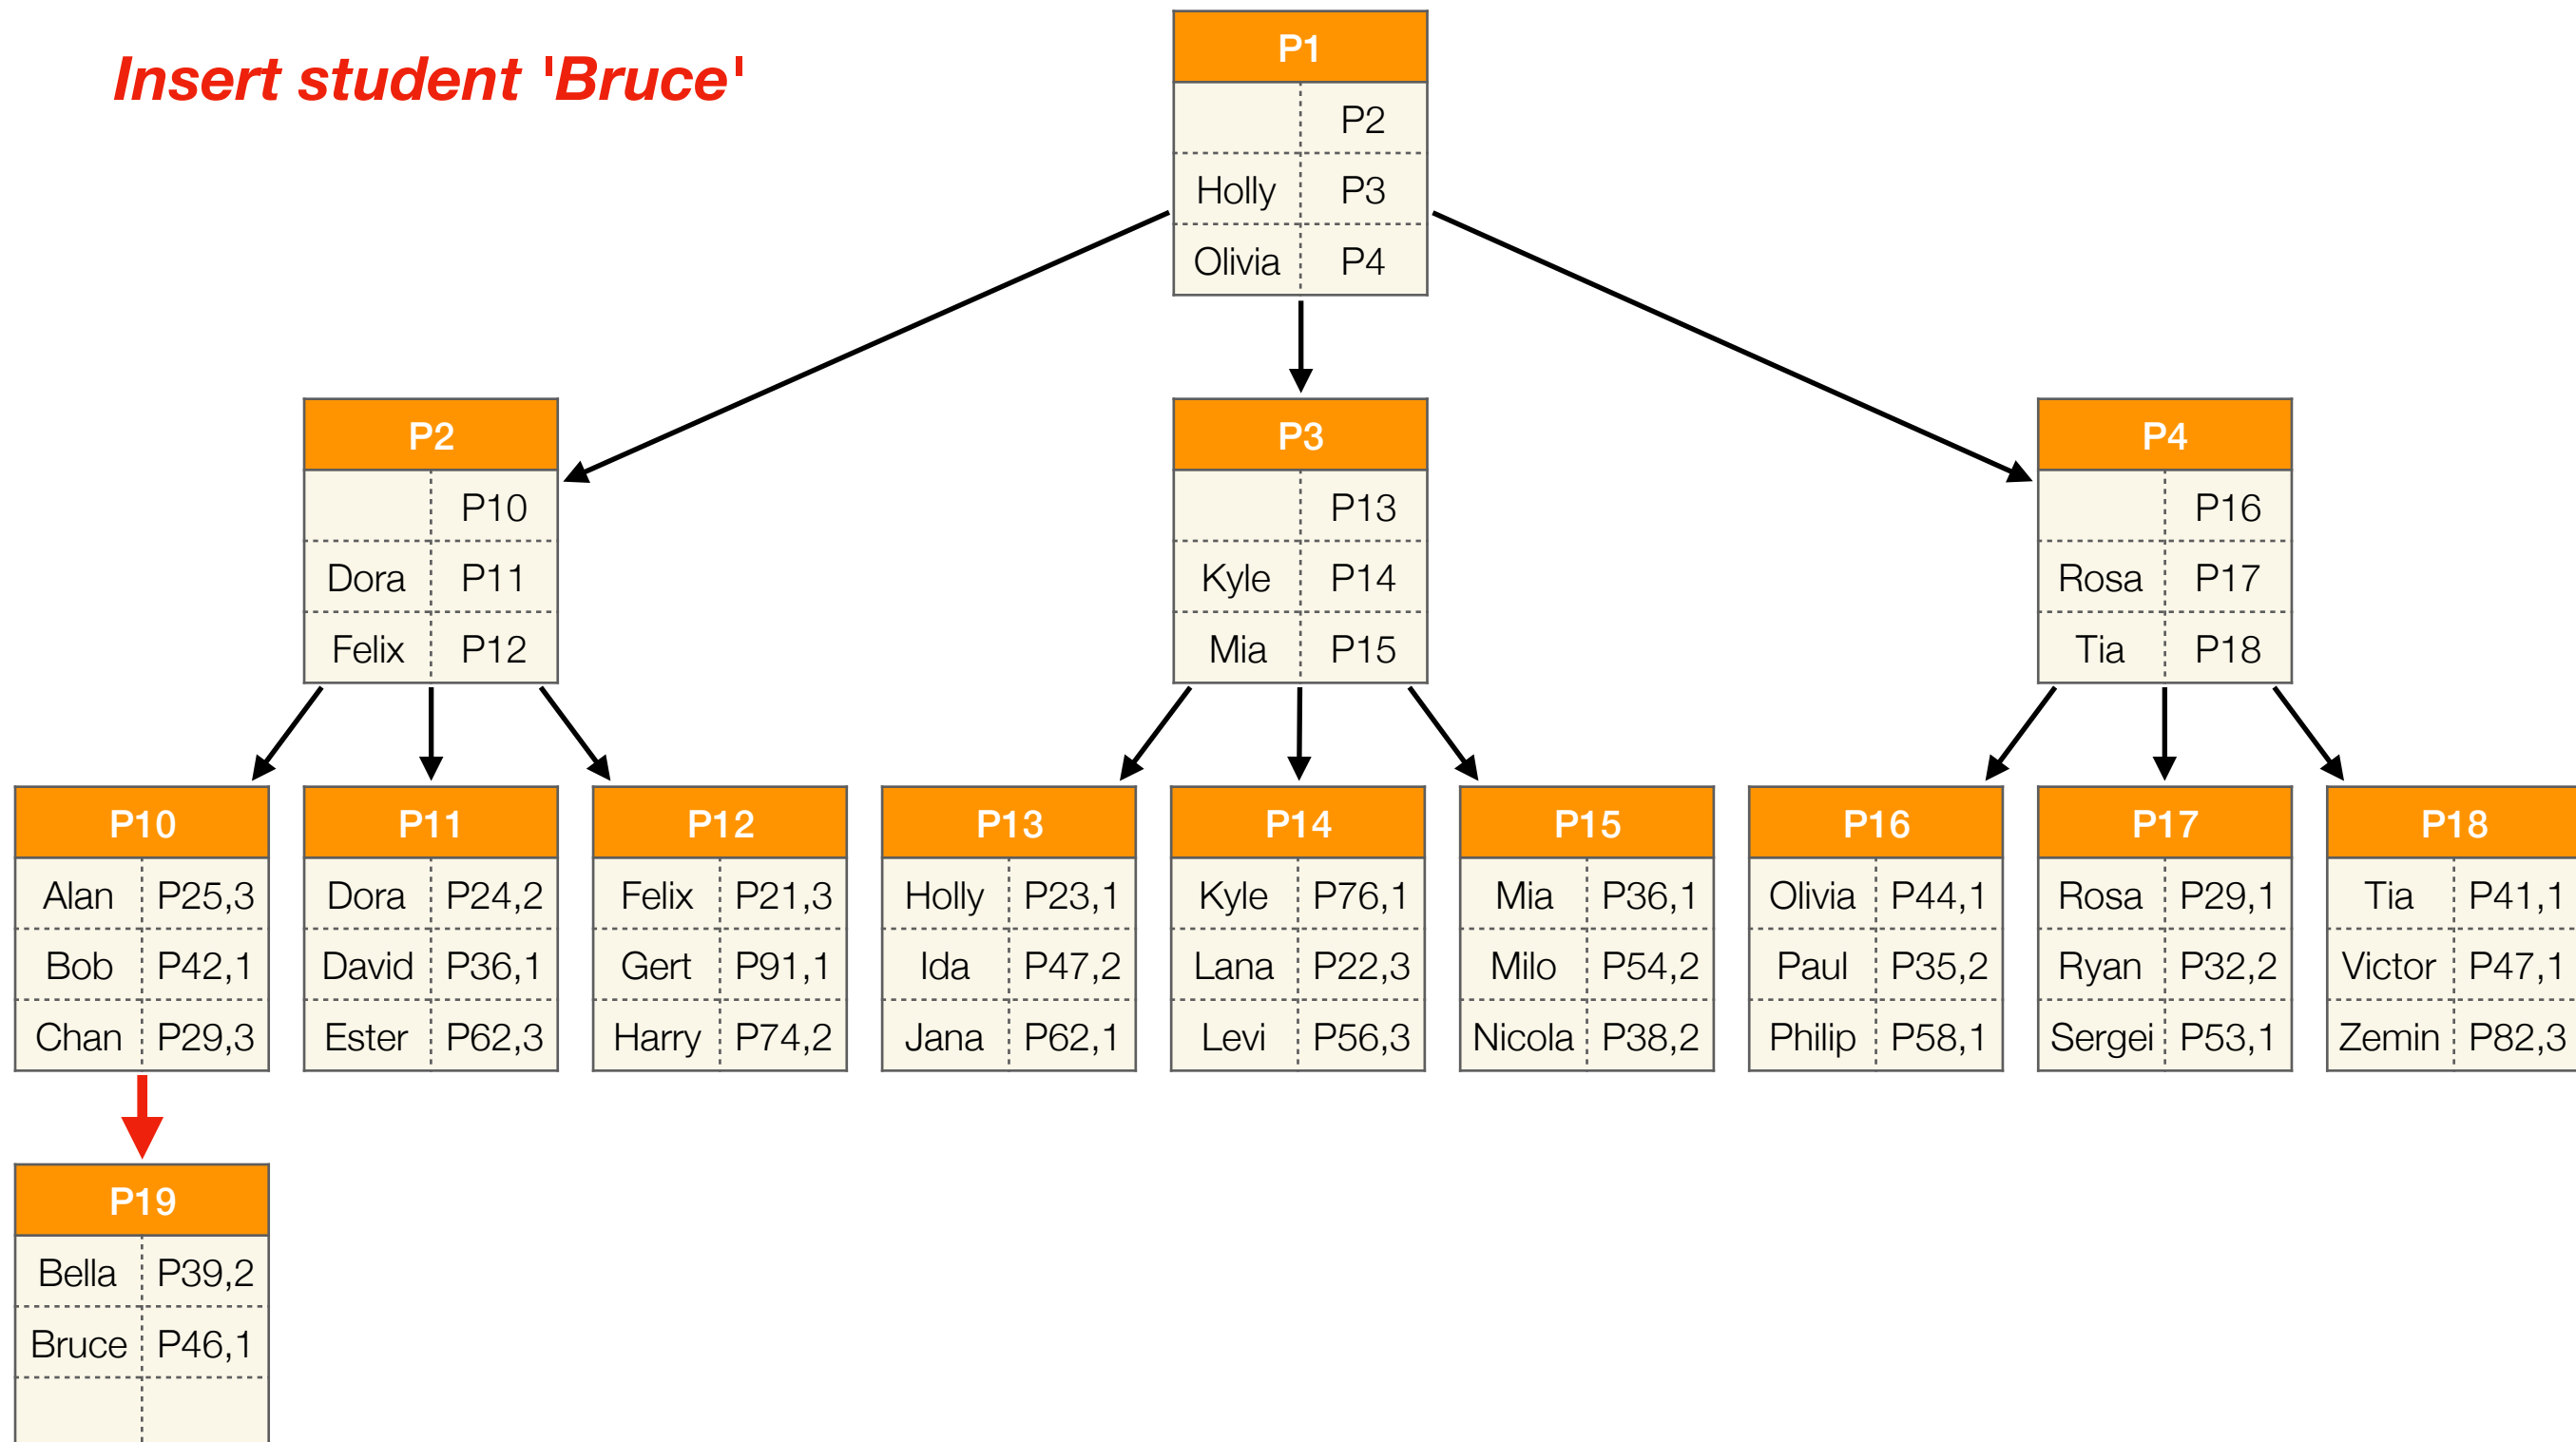 Insert student 'Bruce'
P1
P2
Holly P3
Olivia P4
P2
P10
Dora P11
Felix P12
P3
P13
Kyle P14
Mia P15
P4
P16
Rosa P17
Tia P18
P10
Alan P25,3
Bob P42,1
Chan P29,3
P11
Dora P24,2
David P36,1
Ester P62,3
P12
Felix P21,3
Gert P91,1
Harry P74,2
P13
Holly P23,1
Ida P47,2
Jana P62,1
P14
Kyle P76,1
Lana P22,3
Levi P56,3
P15
Mia P36,1
Milo P54,2
Nicola P38,2
P16
Olivia P44,1
Paul P35,2
Philip P58,1
P17
Rosa P29,1
Ryan P32,2
Sergei P53,1
P18
Tia P41,1
Victor P47,1
Zemin P82,3
P19
Bella P39,2
Bruce P46,1